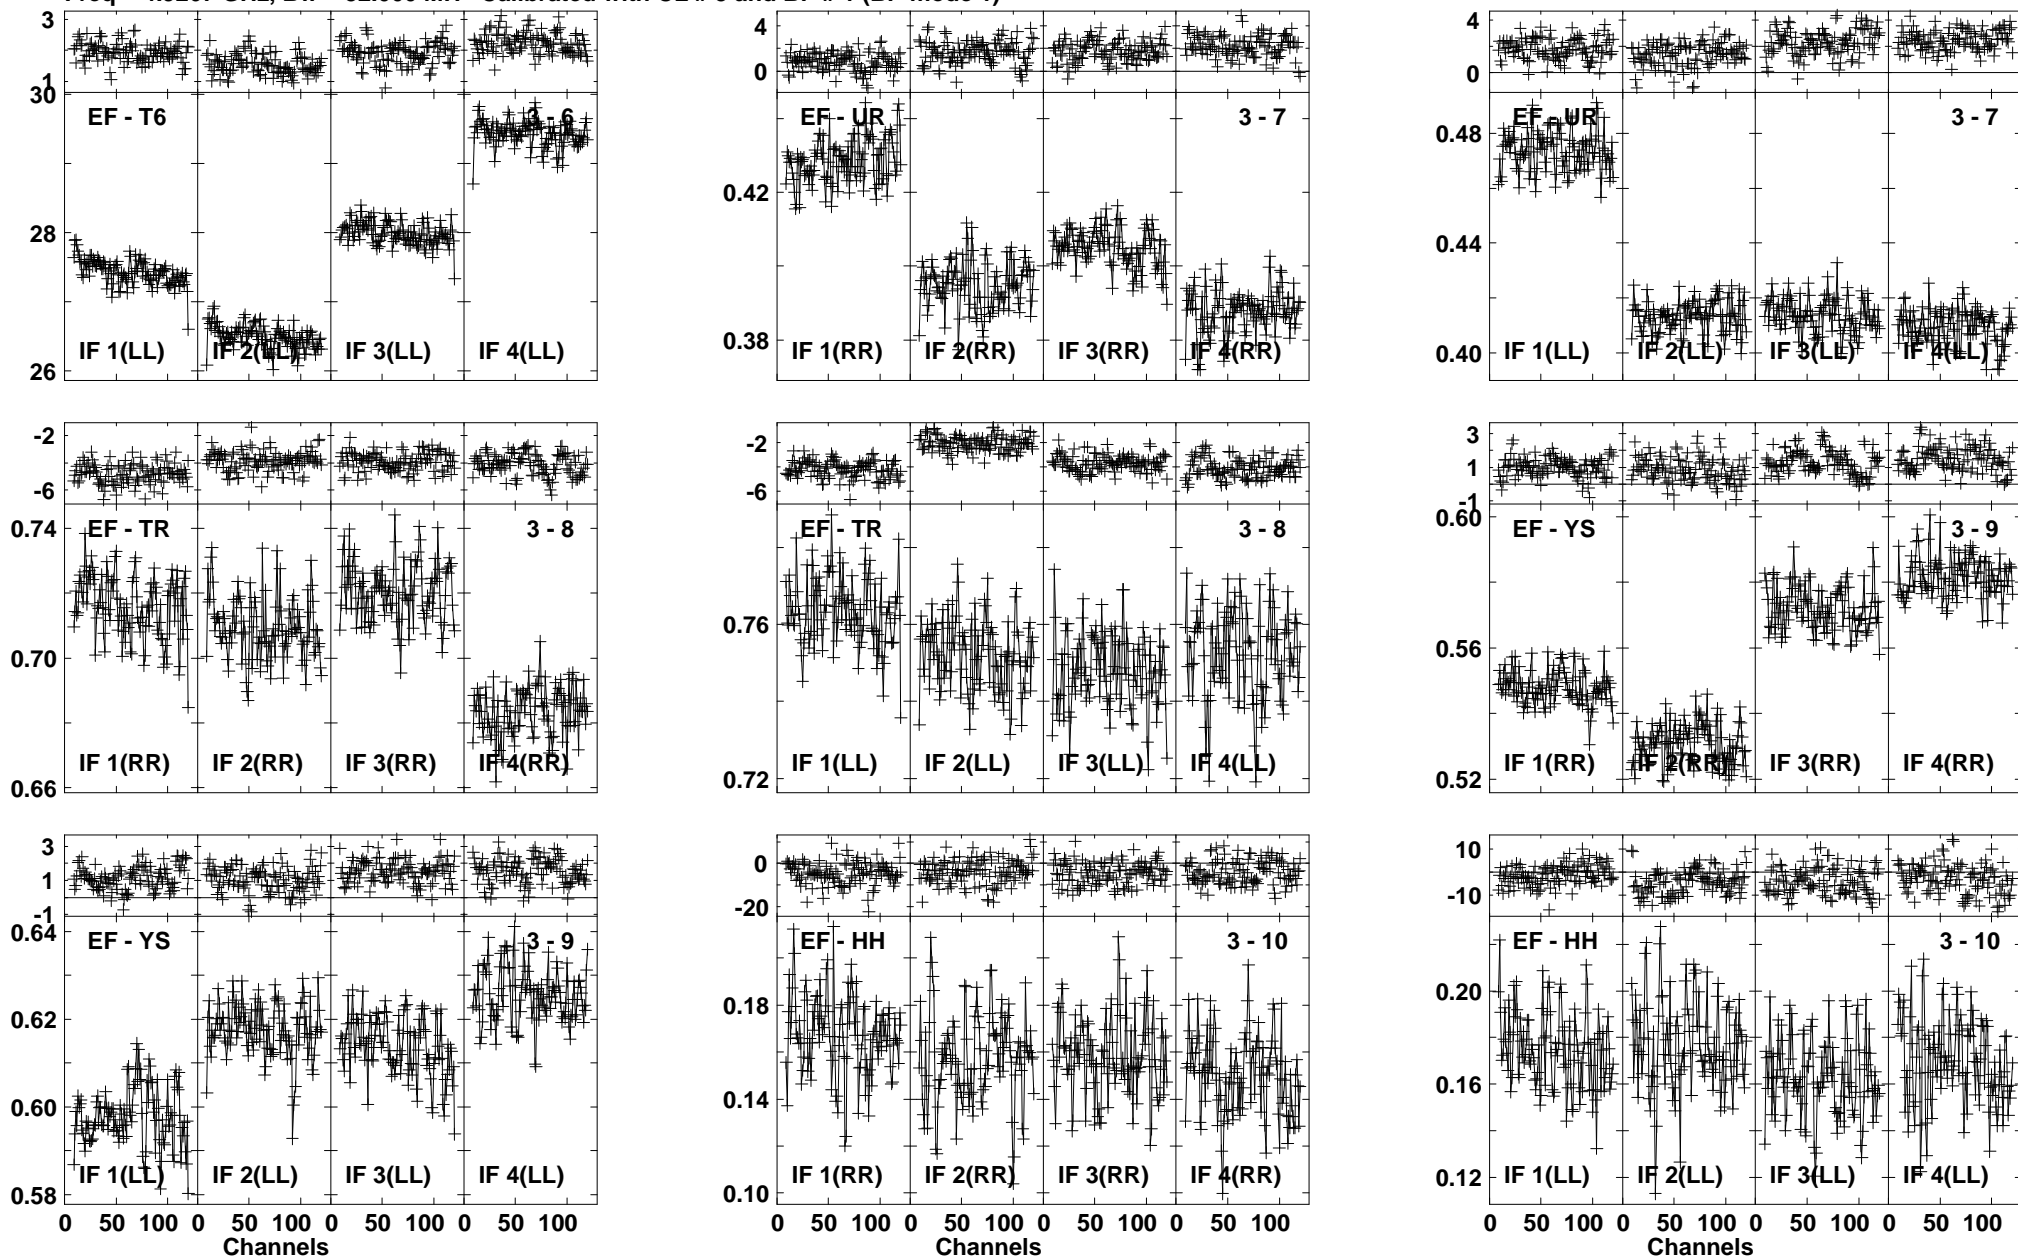 3 4 4
1 0 0
30 EF - T6 3 - 6 EF - UR 3 - 7 0.48 EF - UR 3 - 7
28 0.42 0.44
26 IF 1(LL) IF 2(LL) IF 3(LL) IF 4(LL) 0.38 IF 1(RR) IF 2(RR) IF 3(RR) IF 4(RR) 0.40 IF 1(LL) IF 2(LL) IF 3(LL) IF 4(LL)
-2 -2 3
-6 -6 1
-1
0.74 EF - TR 3 - 8 EF - TR 3 - 8 0.60 EF - YS 3 - 9
0.70 0.76 0.56
0.66 IF 1(RR) IF 2(RR) IF 3(RR) IF 4(RR) 0.72 IF 1(LL) IF 2(LL) IF 3(LL) IF 4(LL) 0.52 IF 1(RR) IF 2(RR) IF 3(RR) IF 4(RR)
3 0 10
1 -20 -10
-1
0.64 EF - YS 3 - 9 EF - HH 3 - 10 EF - HH 3 - 10
0.62 0.18 0.20
0.60 0.14 0.16
0.58 IF 1(LL) IF 2(LL) IF 3(LL) IF 4(LL) 0.10 IF 1(RR) IF 2(RR) IF 3(RR) IF 4(RR) 0.12 IF 1(LL) IF 2(LL) IF 3(LL) IF 4(LL)
0 50 100 0 50 100 0 50 100 0 50 100 0 50 100 0 50 100 0 50 100 0 50 100 0 50 100 0 50 100 0 50 100 0 50 100
Channels Channels Channels